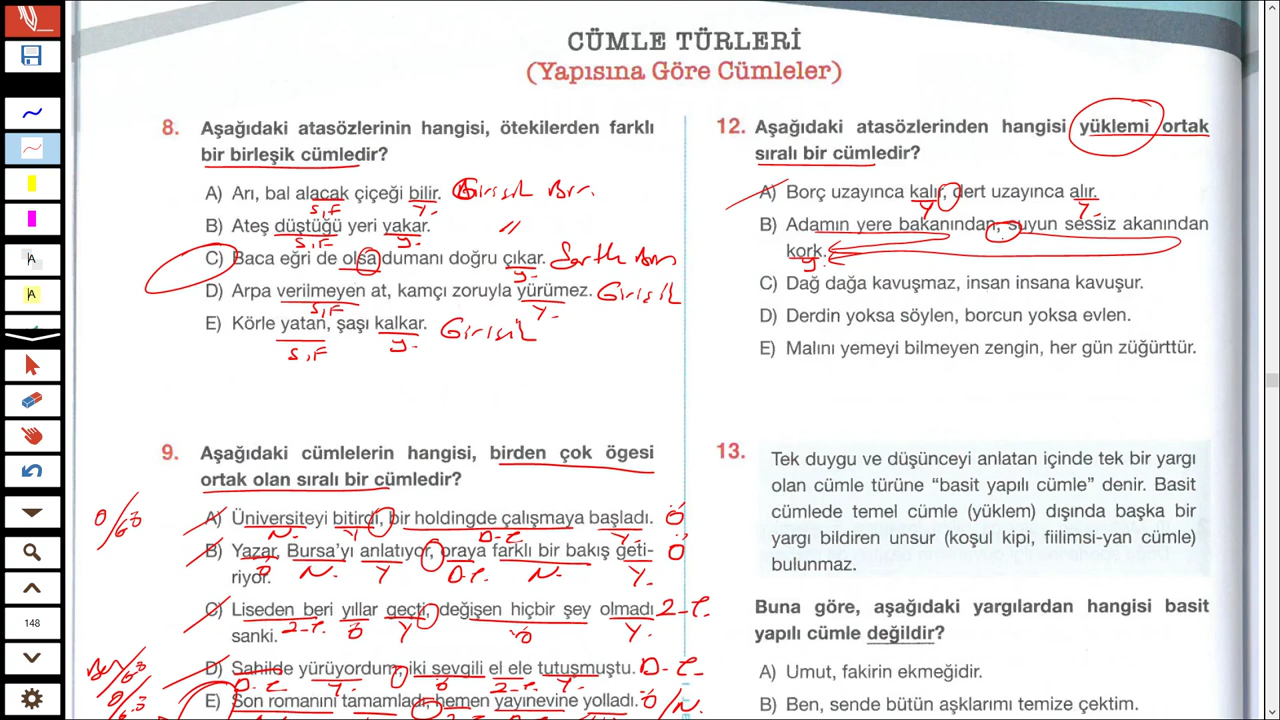 CÜMLE TÜRLERİ
(Yapısına Göre Cümleler)
8. Aşağıdaki atasözlerinin hangisi, ötekilerden farklı
bir birleşik cümledir?
A) Arı, bal alacak çiçeği bilir. Girişil Bir.
S.F Y.
B) Ateş düştüğü yeri yakar. "
S.F Y.
C) Baca eğri de olsa dumanı doğru çıkar.
Y.
D) Arpa verilmeyen at, kamçı zoruyla yürümez. Girişil
S.F Y.
E) Körle yatan, şaşı kalkar. Girişil
S.F Y.
9. Aşağıdaki cümlelerin hangisi, birden çok ögesi
ortak olan sıralı bir cümledir?
A) Üniversiteyi bitirdi, bir holdingde çalışmaya başladı. Ö
N. Y D.T Y.
B) Yazar, Bursa'yı anlatıyor, oraya farklı bir bakış geti- Ö
riyor.
Ö N. Y D.T. N. Y.
C) Liseden beri yıllar geçti, değişen hiçbir şey olmadı Z-T.
sanki.
Z-T. Ö Y Ö Y.
D) Sahilde yürüyordum, iki sevgili el ele tutuşmuştu. D-T
D-T Y. Ö Z-T Y.
E) Son romanını tamamladı, hemen yayınevine yolladı. Ö/N.
12. Aşağıdaki atasözlerinden hangisi yüklemi ortak
sıralı bir cümledir?
A) Borç uzayınca kalır, dert uzayınca alır.
Y Y.
B) Adamın yere bakanından, suyun sessiz akanından
kork.
Y.
C) Dağ dağa kavuşmaz, insan insana kavuşur.
D) Derdin yoksa söylen, borcun yoksa evlen.
E) Malını yemeyi bilmeyen zengin, her gün züğürttür.
13. Tek duygu ve düşünceyi anlatan içinde tek bir yargı
olan cümle türüne "basit yapılı cümle" denir. Basit
cümlede temel cümle (yüklem) dışında başka bir
yargı bildiren unsur (koşul kipi, fiilimsi-yan cümle)
bulunmaz.
Buna göre, aşağıdaki yargılardan hangisi basit
yapılı cümle değildir?
A) Umut, fakirin ekmeğidir.
B) Ben, sende bütün aşklarımı temize çektim.
148